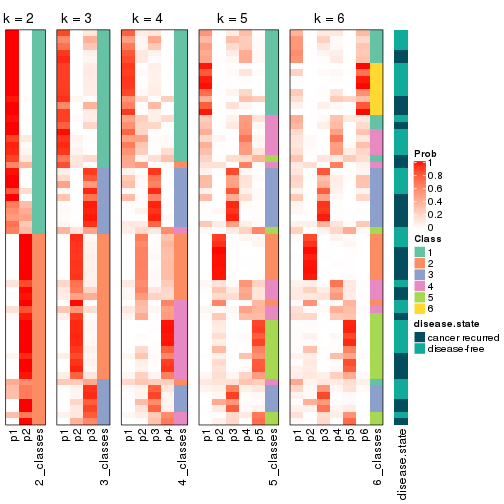 k = 2 k = 3 k = 4 k = 5 k = 6
Prob
1
0.8
0.6
0.4
0.2
0
Class
1
2
3
4
5
6
disease.state
cancer recurred
disease-free
p1 p2 2_classes p1 p2 p3 3_classes p1 p2 p3 p4 4_classes p1 p2 p3 p4 p5 5_classes p1 p2 p3 p4 p5 p6 6_classes disease.state